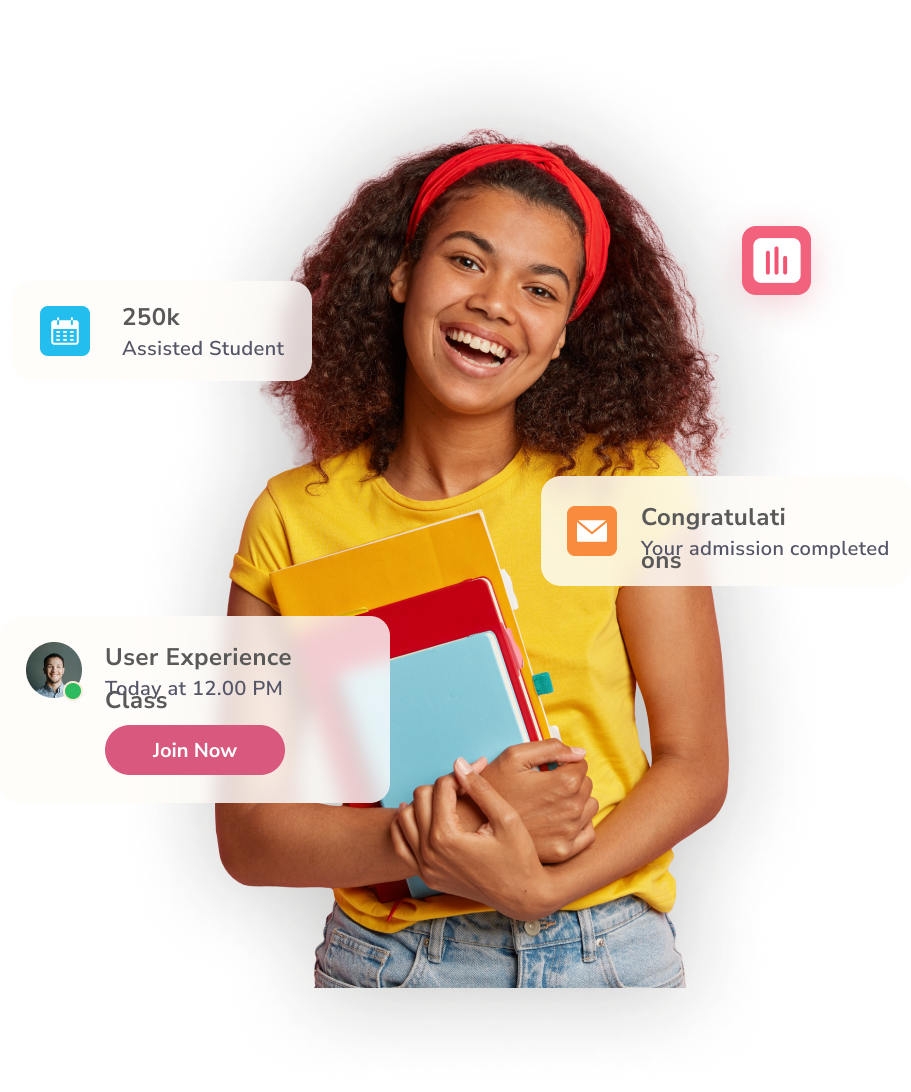 250k
Assisted Student
Congratulati
Your admission completed
ons
User Experience
Today at 12.00 PM
Class
Join Now